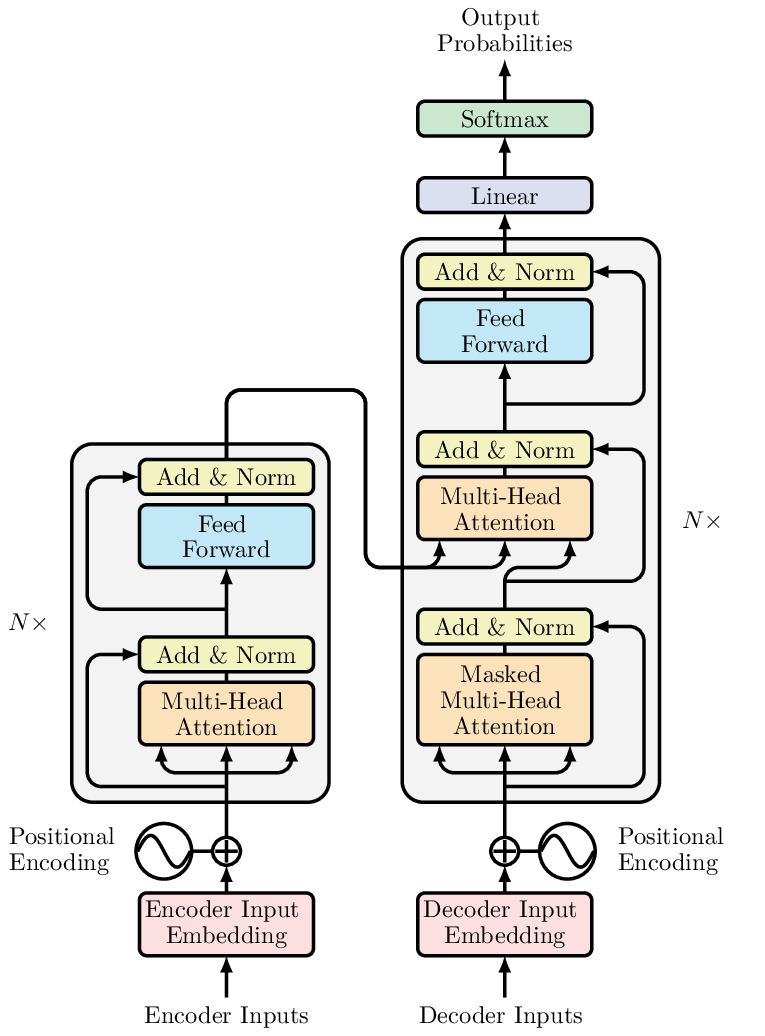 Output
Probabilities
Softmax
Linear
Add & Norm
Feed
Forward
Add & Norm
Multi-Head
Attention
N×
Add & Norm
Masked
Multi-Head
Attention
Add & Norm
Feed
Forward
N×
Add & Norm
Multi-Head
Attention
Positional
Encoding
Positional
Encoding
Encoder Input
Embedding
Decoder Input
Embedding
Encoder Inputs
Decoder Inputs